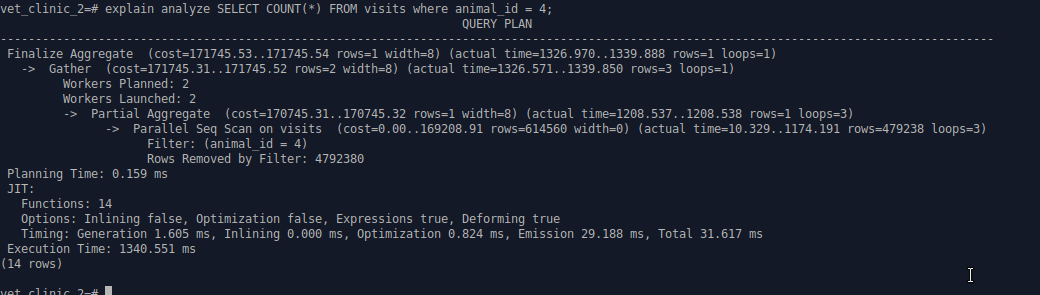 vet_clinic_2=# explain analyze SELECT COUNT(*) FROM visits where animal_id = 4;
QUERY PLAN
--------------------------------------------------------------------------------------------------------------------------------------------
Finalize Aggregate  (cost=171745.53..171745.54 rows=1 width=8) (actual time=1326.970..1339.888 rows=1 loops=1)
->  Gather  (cost=171745.31..171745.52 rows=2 width=8) (actual time=1326.571..1339.850 rows=3 loops=1)
Workers Planned: 2
Workers Launched: 2
->  Partial Aggregate  (cost=170745.31..170745.32 rows=1 width=8) (actual time=1208.537..1208.538 rows=1 loops=3)
->  Parallel Seq Scan on visits  (cost=0.00..169208.91 rows=614560 width=0) (actual time=10.329..1174.191 rows=479238 loops=3)
Filter: (animal_id = 4)
Rows Removed by Filter: 4792380
Planning Time: 0.159 ms
JIT:
Functions: 14
Options: Inlining false, Optimization false, Expressions true, Deforming true
Timing: Generation 1.605 ms, Inlining 0.000 ms, Optimization 0.824 ms, Emission 29.188 ms, Total 31.617 ms
Execution Time: 1340.551 ms
(14 rows)
vet_clinic_2=#